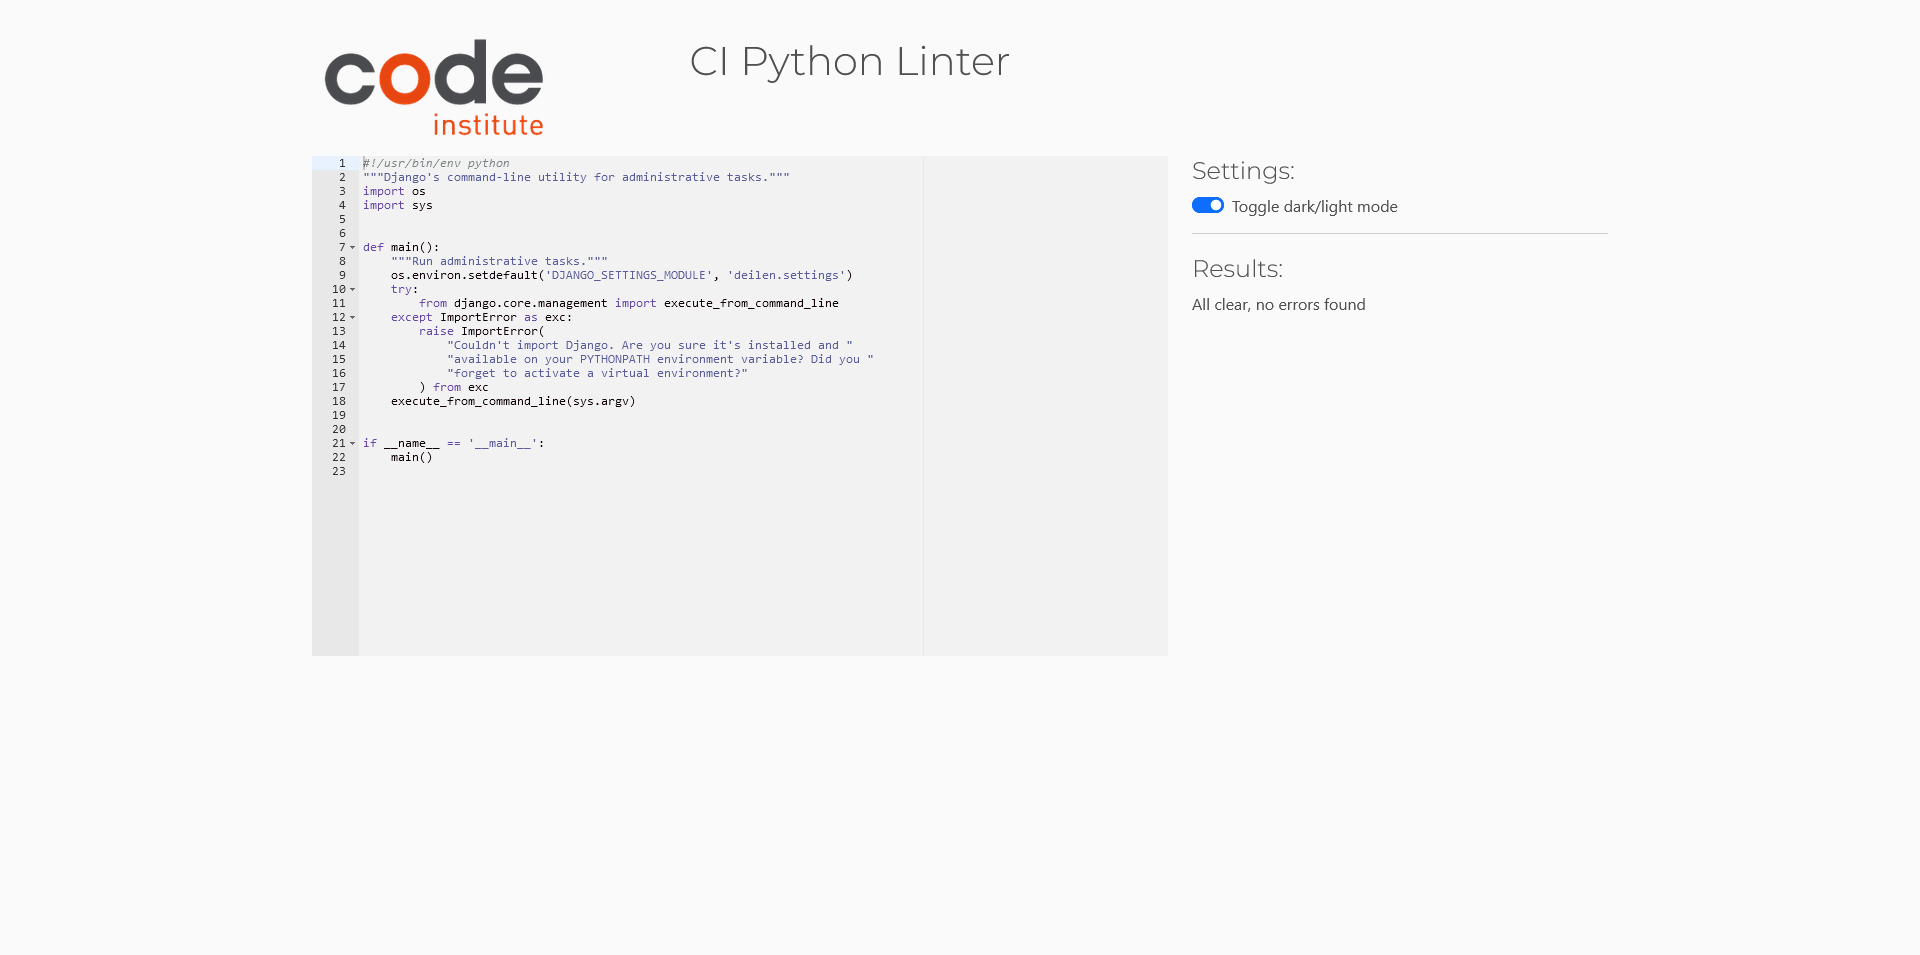 code
institute
CI Python Linter
1 #!/usr/bin/env python
2 """Django's command-line utility for administrative tasks."""
3 import os
4 import sys
5
6
7 def main():
8     """Run administrative tasks."""
9     os.environ.setdefault('DJANGO_SETTINGS_MODULE', 'deilen.settings')
10     try:
11         from django.core.management import execute_from_command_line
12     except ImportError as exc:
13         raise ImportError(
14             "Couldn't import Django. Are you sure it's installed and "
15             "available on your PYTHONPATH environment variable? Did you "
16             "forget to activate a virtual environment?"
17         ) from exc
18     execute_from_command_line(sys.argv)
19
20
21 if __name__ == '__main__':
22     main()
23
Settings:
Toggle dark/light mode
Results:
All clear, no errors found